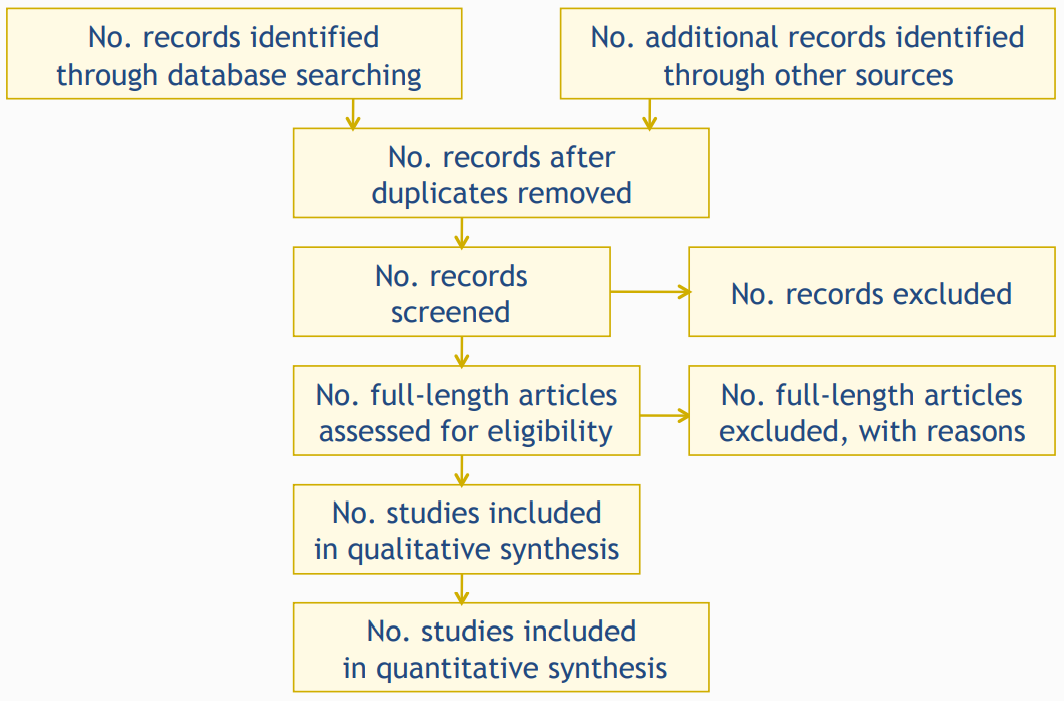 No. records identified
through database searching
No. additional records identified
through other sources
No. records after
duplicates removed
No. records
screened
No. records excluded
No. full-length articles
assessed for eligibility
No. full-length articles
excluded, with reasons
No. studies included
in qualitative synthesis
No. studies included
in quantitative synthesis